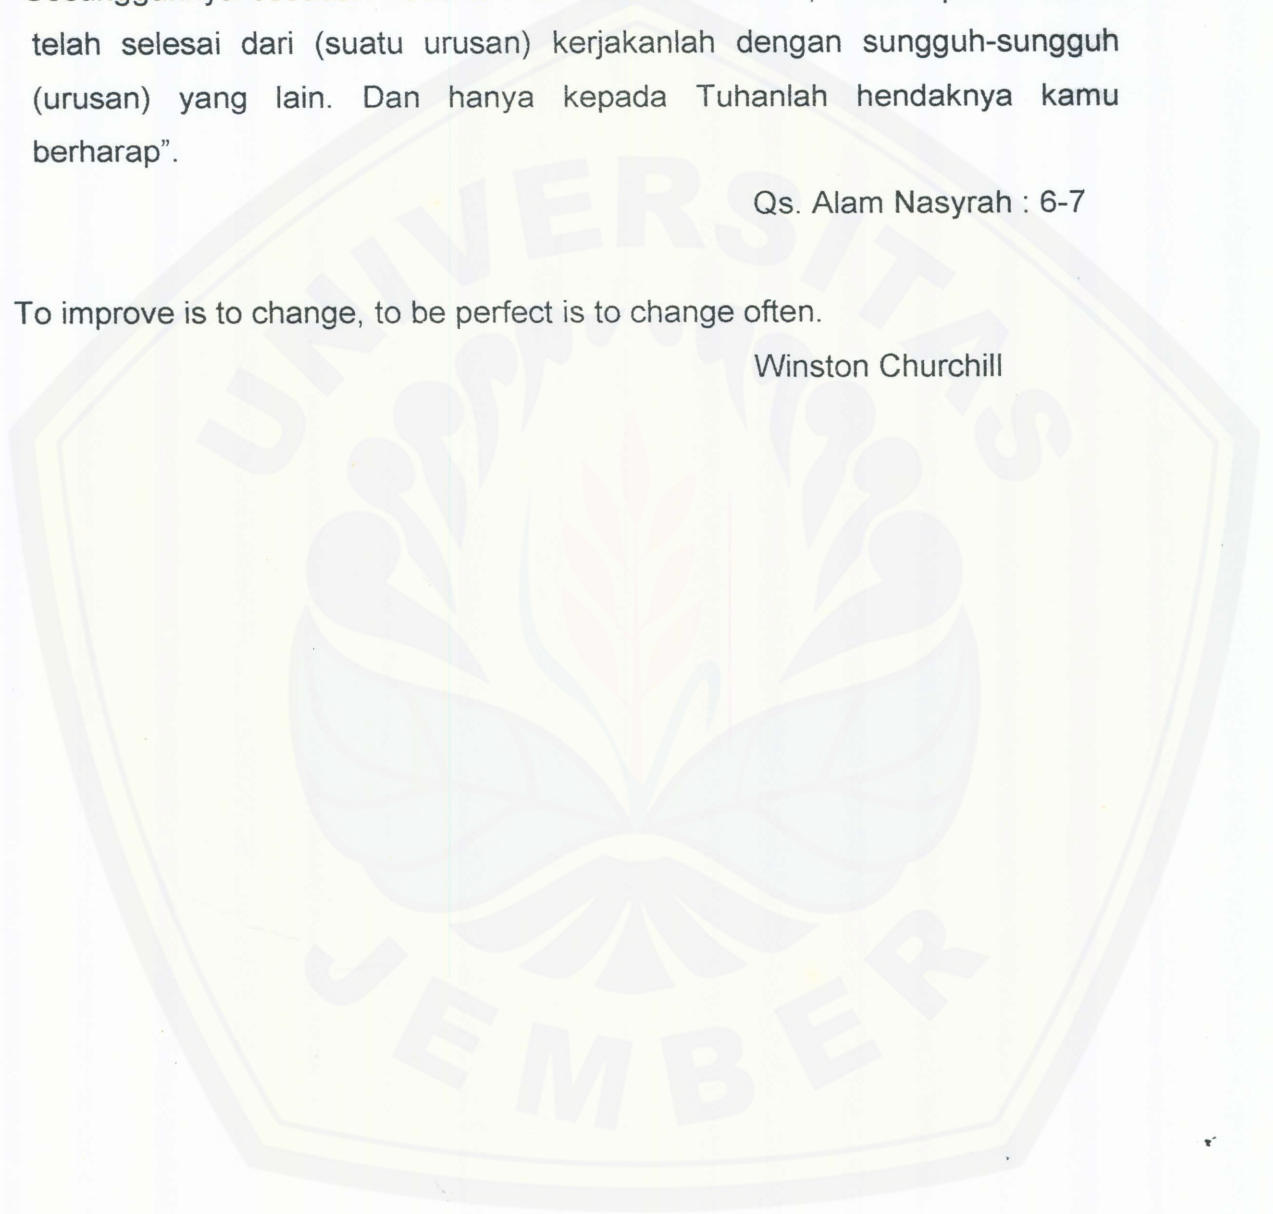 telah selesai dari (suatu urusan) kerjakanlah dengan sungguh-sungguh
(urusan) yang lain. Dan hanya kepada Tuhanlah hendaknya kamu
berharap”.
Qs. Alam Nasyrah : 6-7
To improve is to change, to be perfect is to change often.
Winston Churchill
UNIVERSITAS
JEMBER